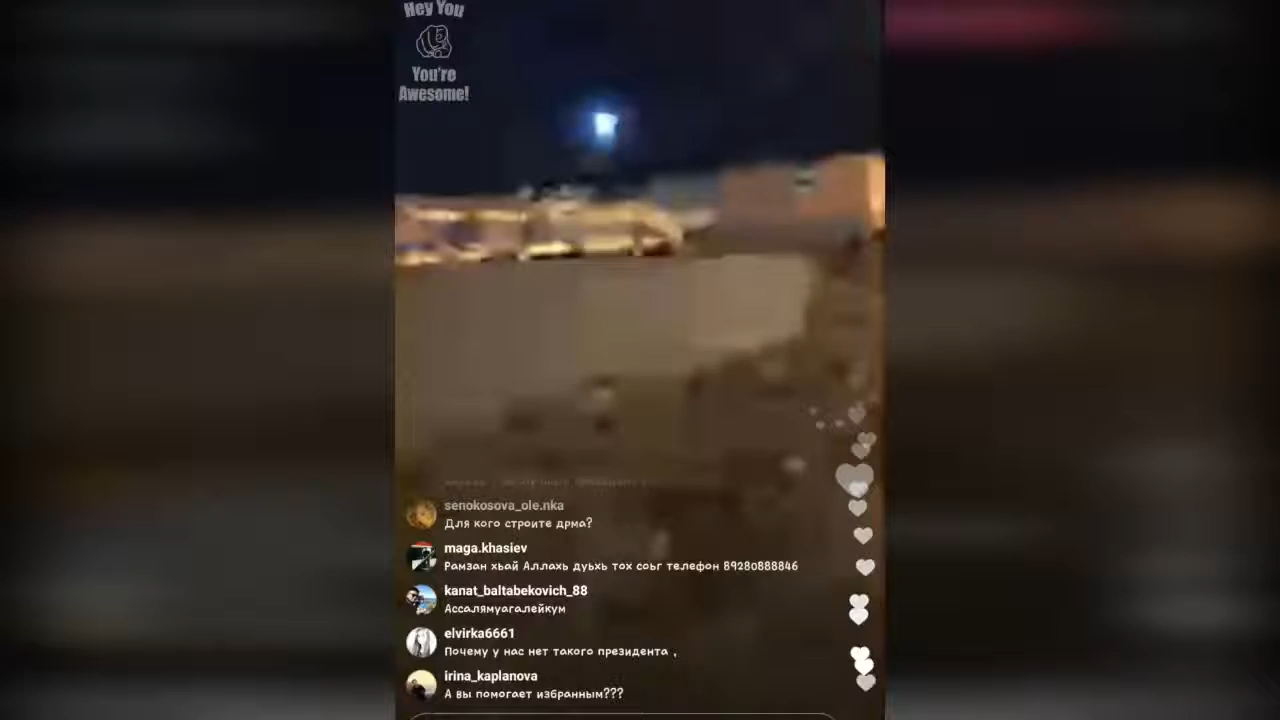 Hey You
You're
Awesome!
senokosova_ole.nka
Для кого строите дрма?
maga.khasiev
Рамзан хьай Аллахь дуьхь тох соьг телефон 89280888846
kanat_baltabekovich_88
Ассалямуагалейкум
elvirka6661
Почему у нас нет такого президента ,
irina_kaplanova
А вы помогает избранным???